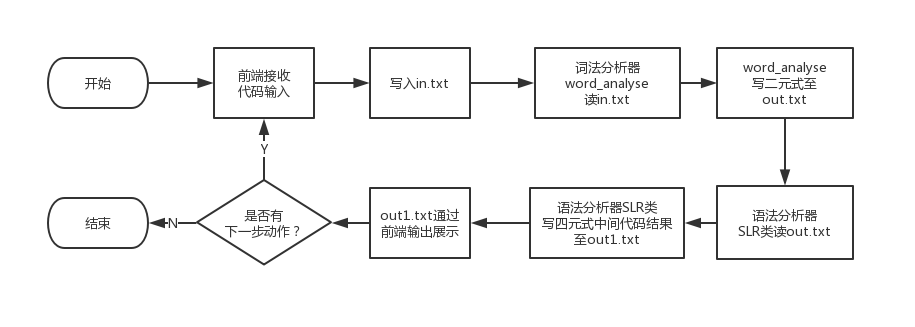 开始
前端接收
代码输入
写入in.txt
词法分析器
word_analyse
读in.txt
word_analyse
写二元式至
out.txt
Y
结束
N
是否有
下一步动作？
out1.txt通过
前端输出展示
语法分析器SLR类
写四元式中间代码结果
至out1.txt
语法分析器
SLR类读out.txt